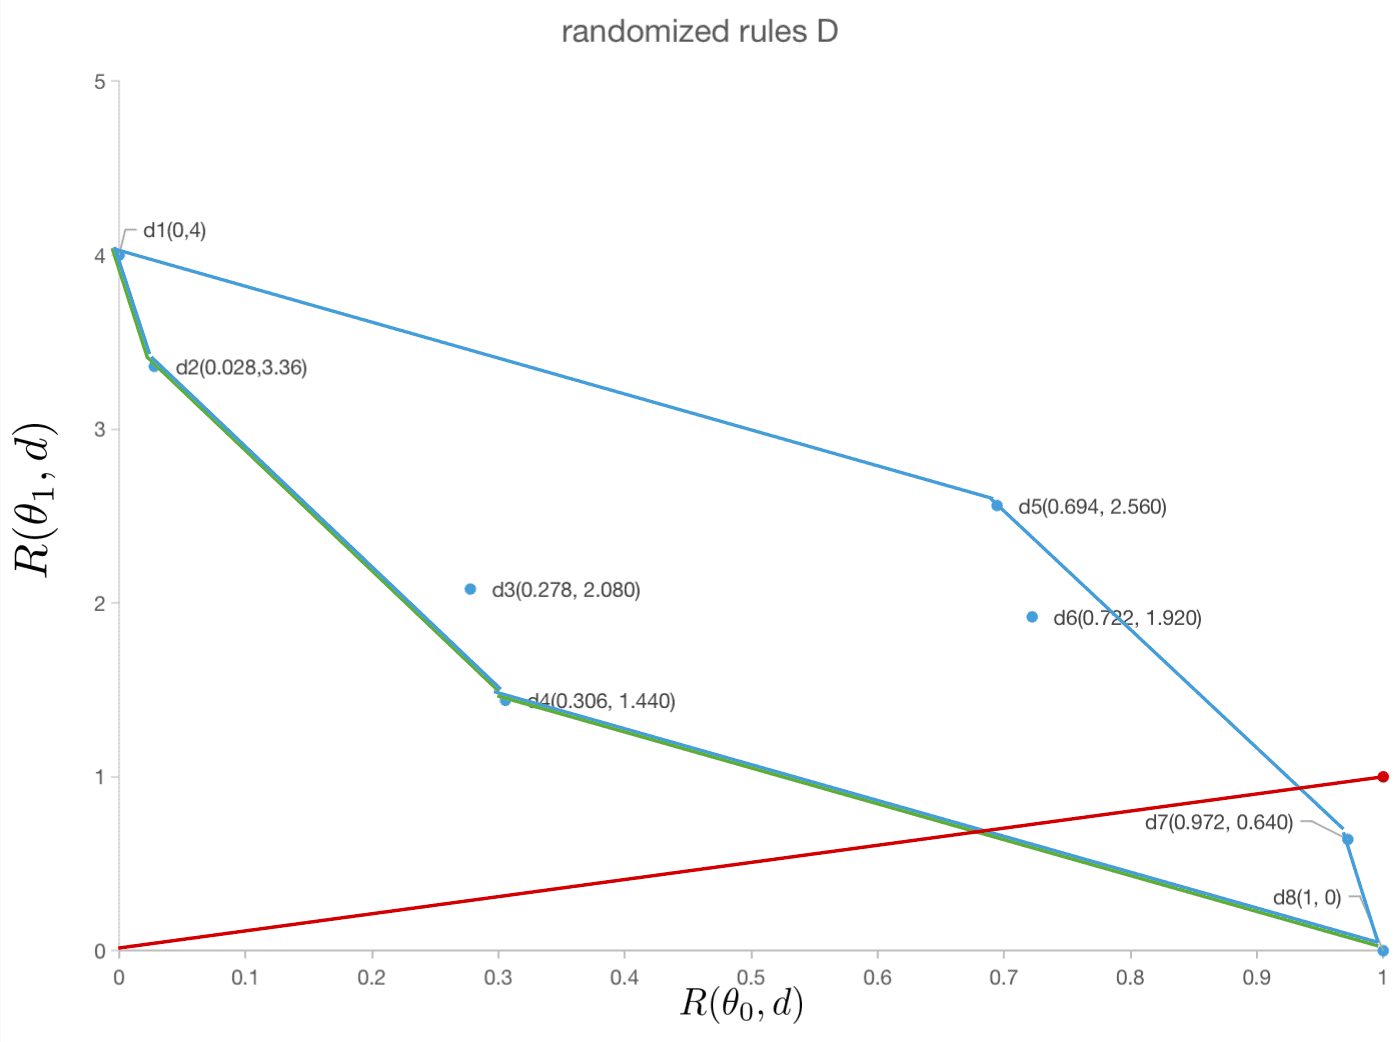 randomized rules D
5
d1(0,4)
4
d2(0.028,3.36)
3
R(θ₁, d)
d5(0.694, 2.560)
2
d3(0.278, 2.080)
d6(0.722, 1.920)
d4(0.306, 1.440)
1
d7(0.972, 0.640)
d8(1, 0)
0
0 0.1 0.2 0.3 0.4 0.5 0.6 0.7 0.8 0.9 1
R(θ₀, d)